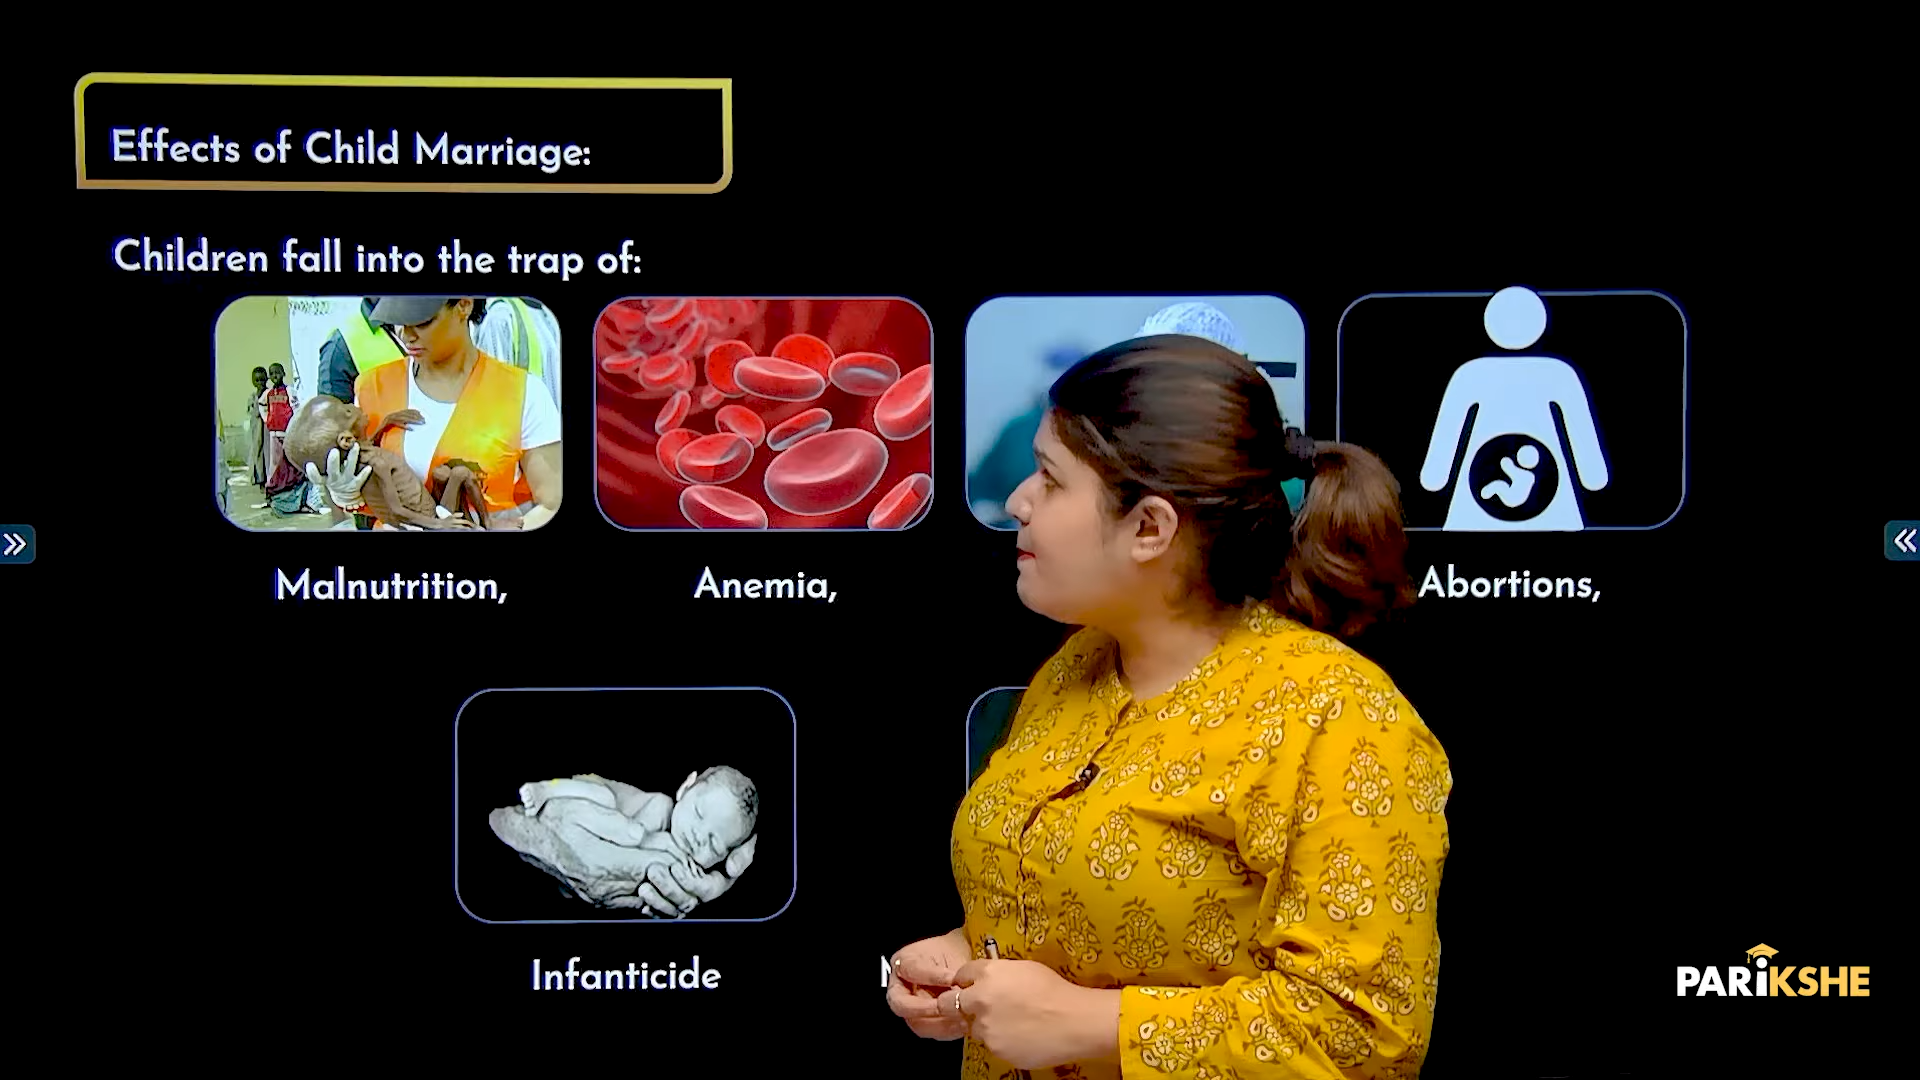 Effects of Child Marriage:
Children fall into the trap of:
Malnutrition,
Anemia,
Abortions,
Infanticide
PARIKSHE